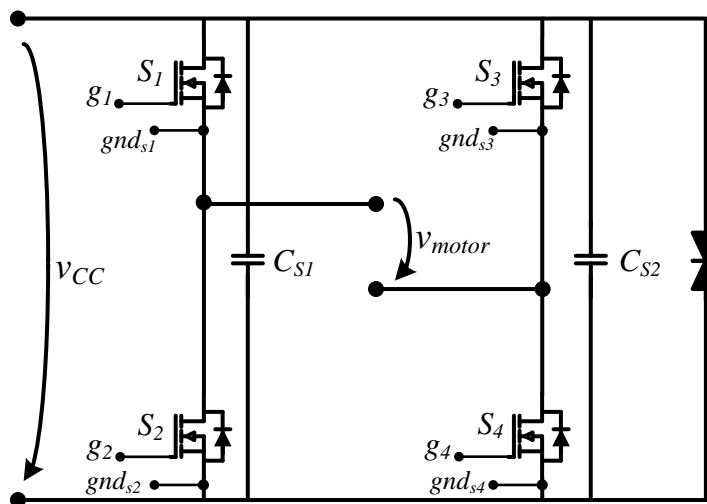 S1
S3
g1
g3
gnds1
gnds3
vmotor
vCC
CS1
CS2
S2
S4
g2
g4
gnds2
gnds4